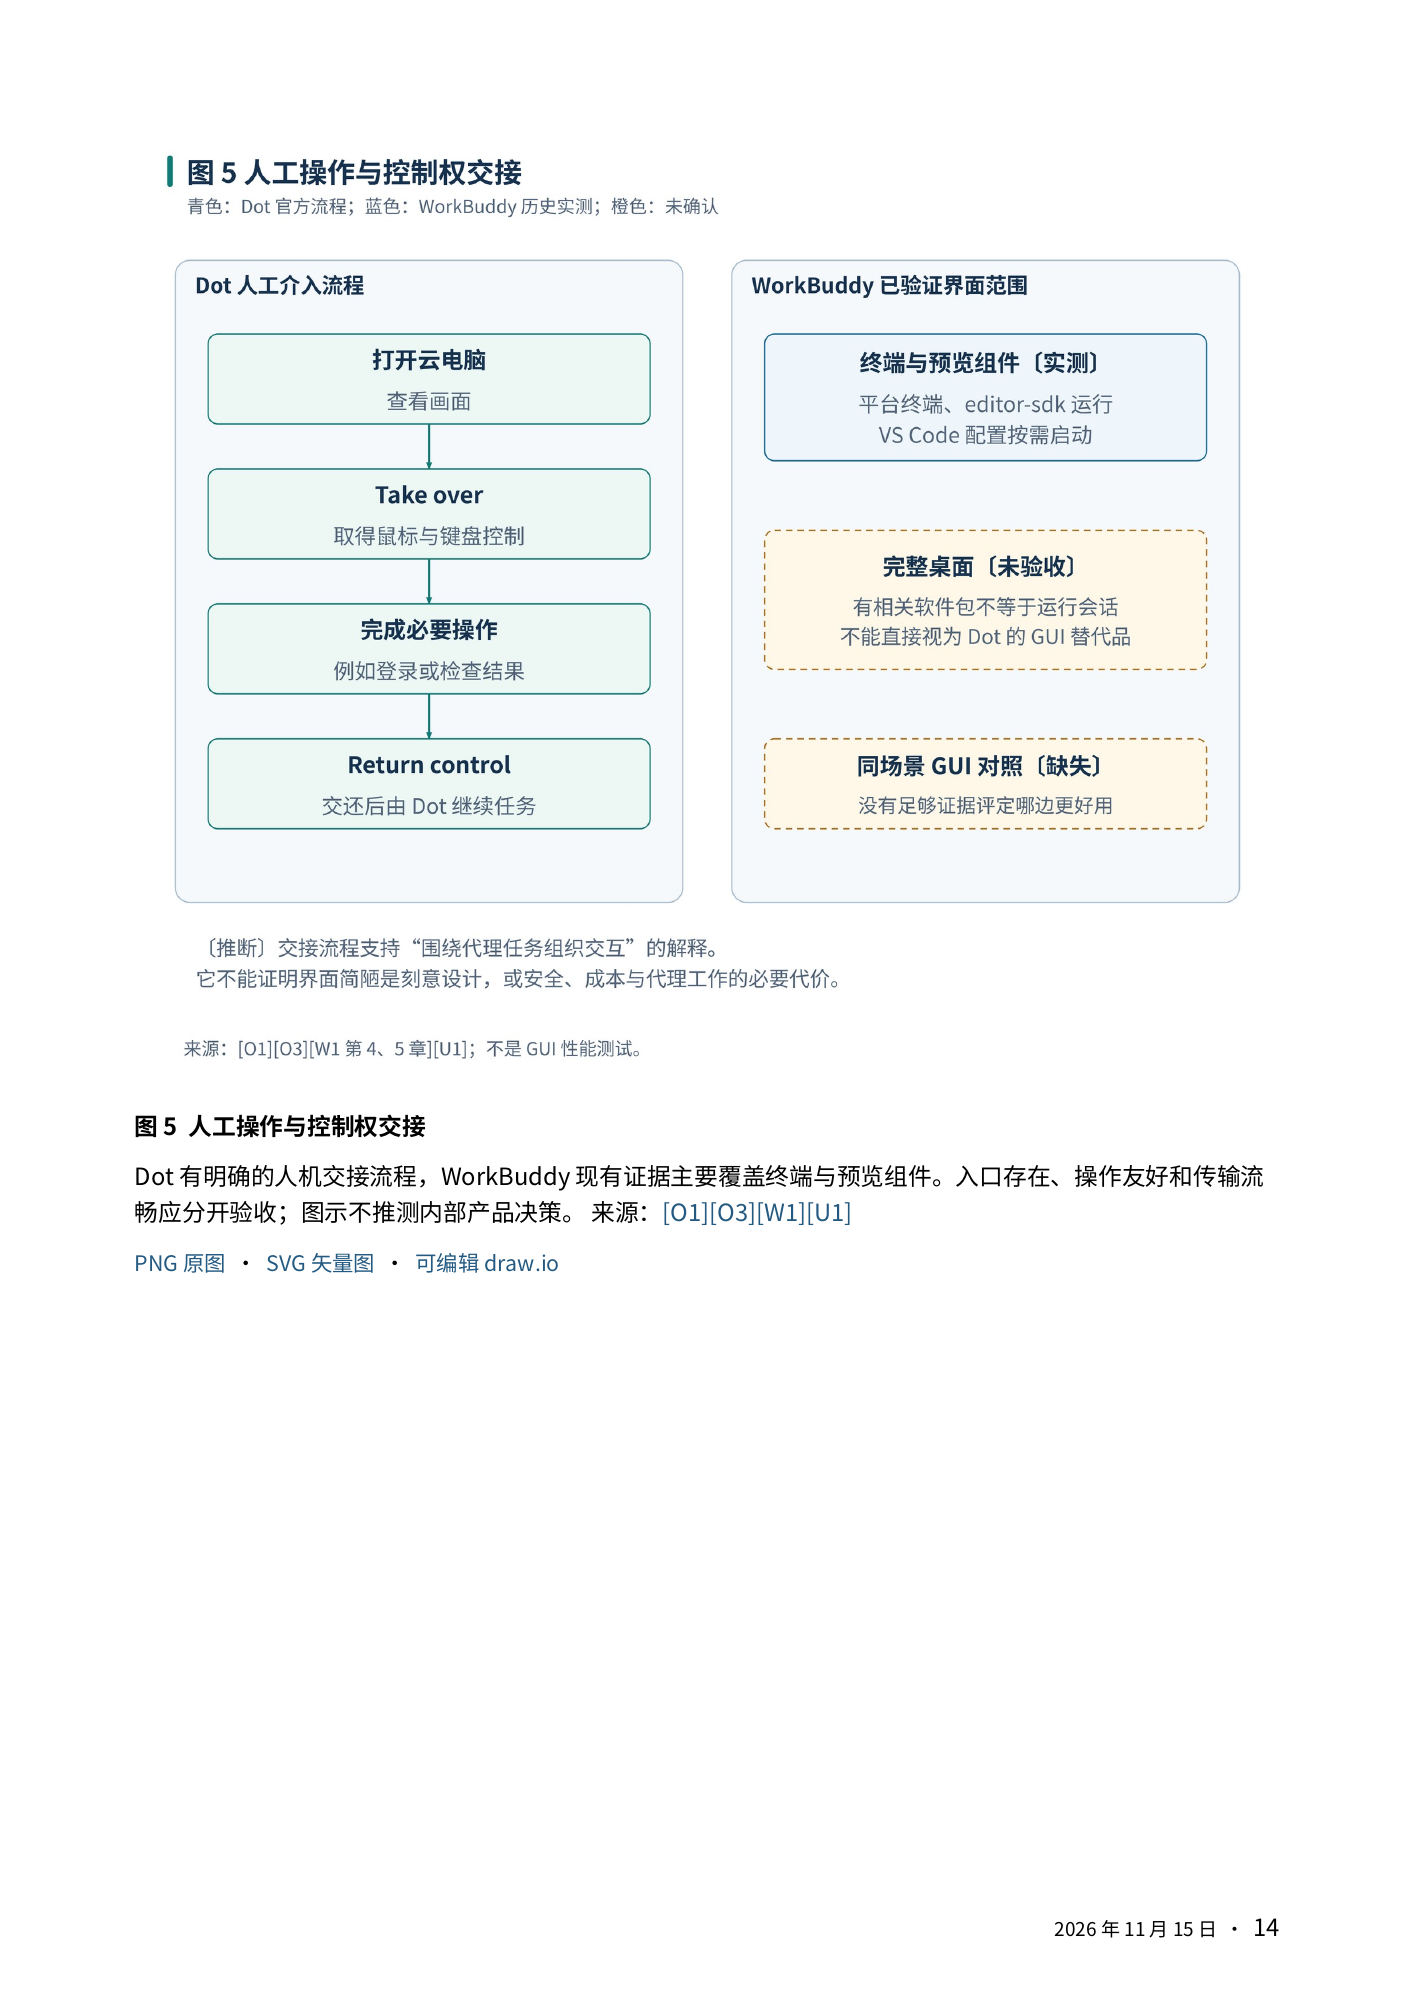 图 5 人工操作与控制权交接
青色：Dot 官方流程；蓝色：WorkBuddy 历史实测；橙色：未确认
Dot 人工介入流程
打开云电脑
查看画面
Take over
取得鼠标与键盘控制
完成必要操作
例如登录或检查结果
Return control
交还后由 Dot 继续任务
WorkBuddy 已验证界面范围
终端与预览组件〔实测〕
平台终端、editor-sdk 运行
VS Code 配置按需启动
完整桌面〔未验收〕
有相关软件包不等于运行会话
不能直接视为 Dot 的 GUI 替代品
同场景 GUI 对照〔缺失〕
没有足够证据评定哪边更好用
〔推断〕交接流程支持“围绕代理任务组织交互”的解释。
它不能证明界面简陋是刻意设计，或安全、成本与代理工作的必要代价。
来源：[O1][O3][W1 第 4、5 章][U1]；不是 GUI 性能测试。
图 5 人工操作与控制权交接
Dot 有明确的人机交接流程，WorkBuddy 现有证据主要覆盖终端与预览组件。入口存在、操作友好和传输流
畅应分开验收；图示不推测内部产品决策。 来源：[O1][O3][W1][U1]
PNG 原图 • SVG 矢量图 • 可编辑 draw.io
2026 年 11 月 15 日 • 14